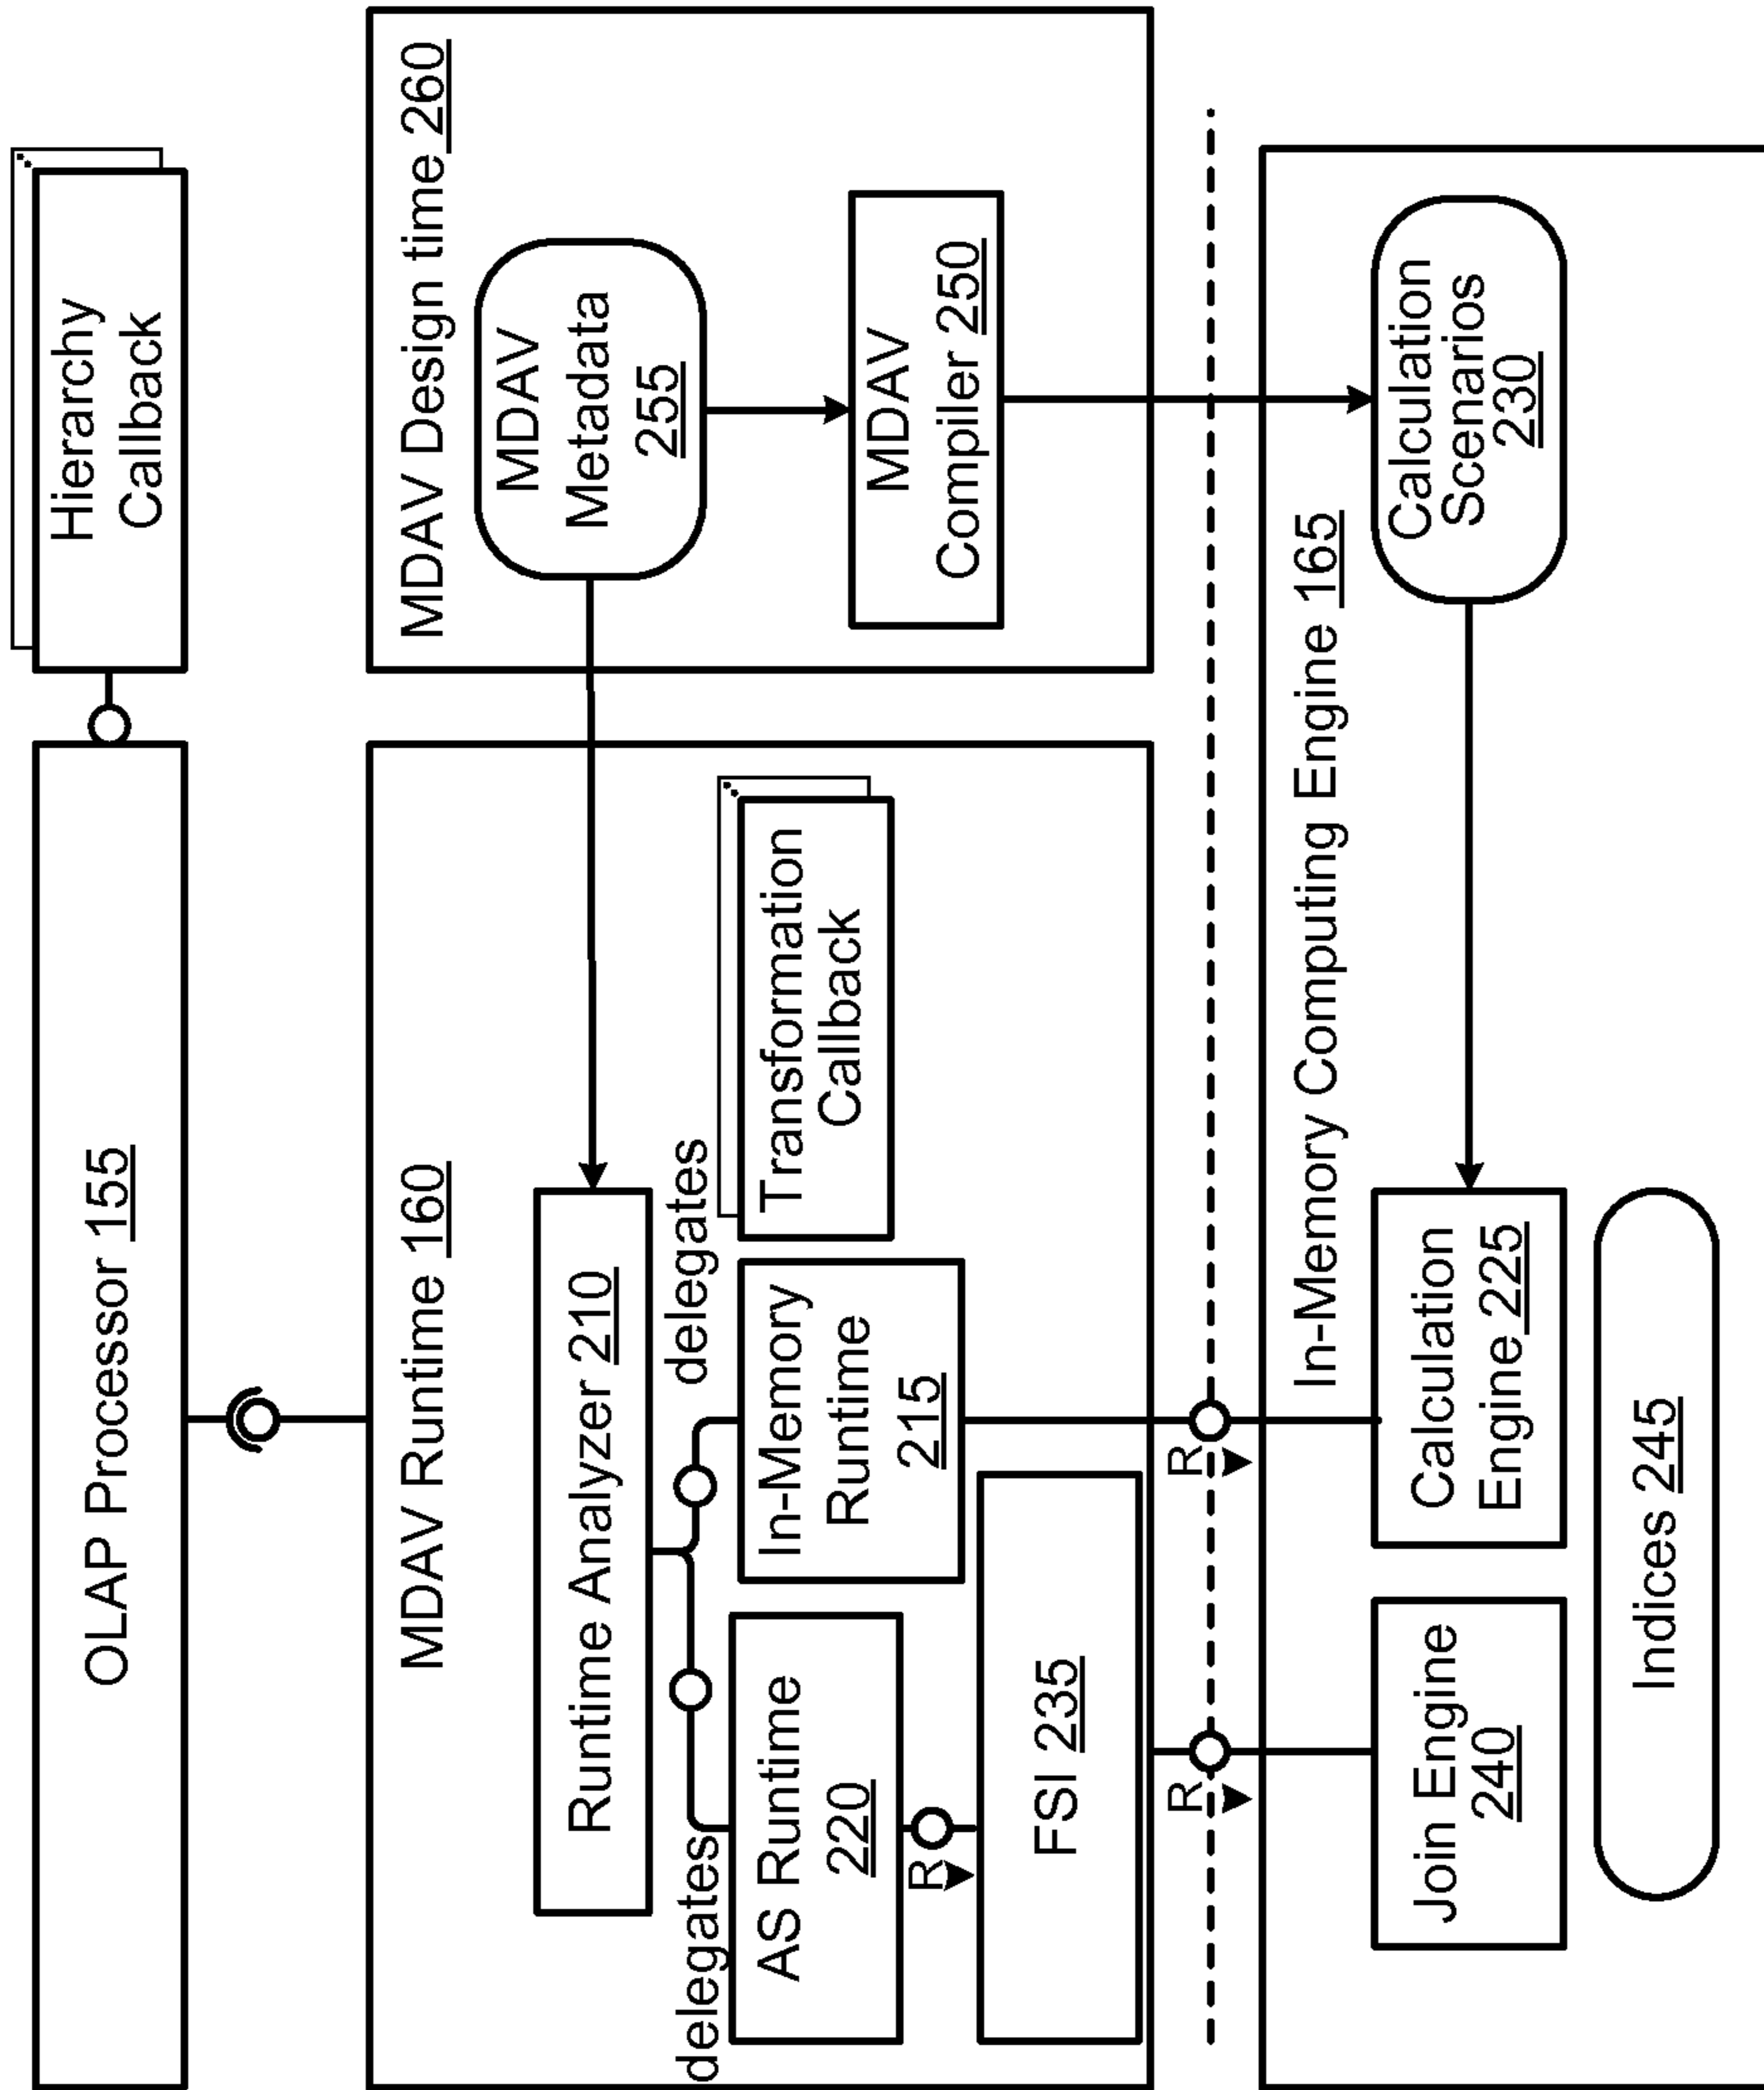 OLAP Processor 155
Hierarchy
Callback
MDAV Runtime 160
Runtime Analyzer 210
delegates
delegates
AS Runtime
220
In-Memory
Runtime
215
Transformation
Callback
R
FSI 235
MDAV Design time 260
MDAV
Metadata
255
MDAV
Compiler 250
R
R
In-Memory Computing Engine 165
Join Engine
240
Calculation
Engine 225
Calculation
Scenarios
230
Indices 245